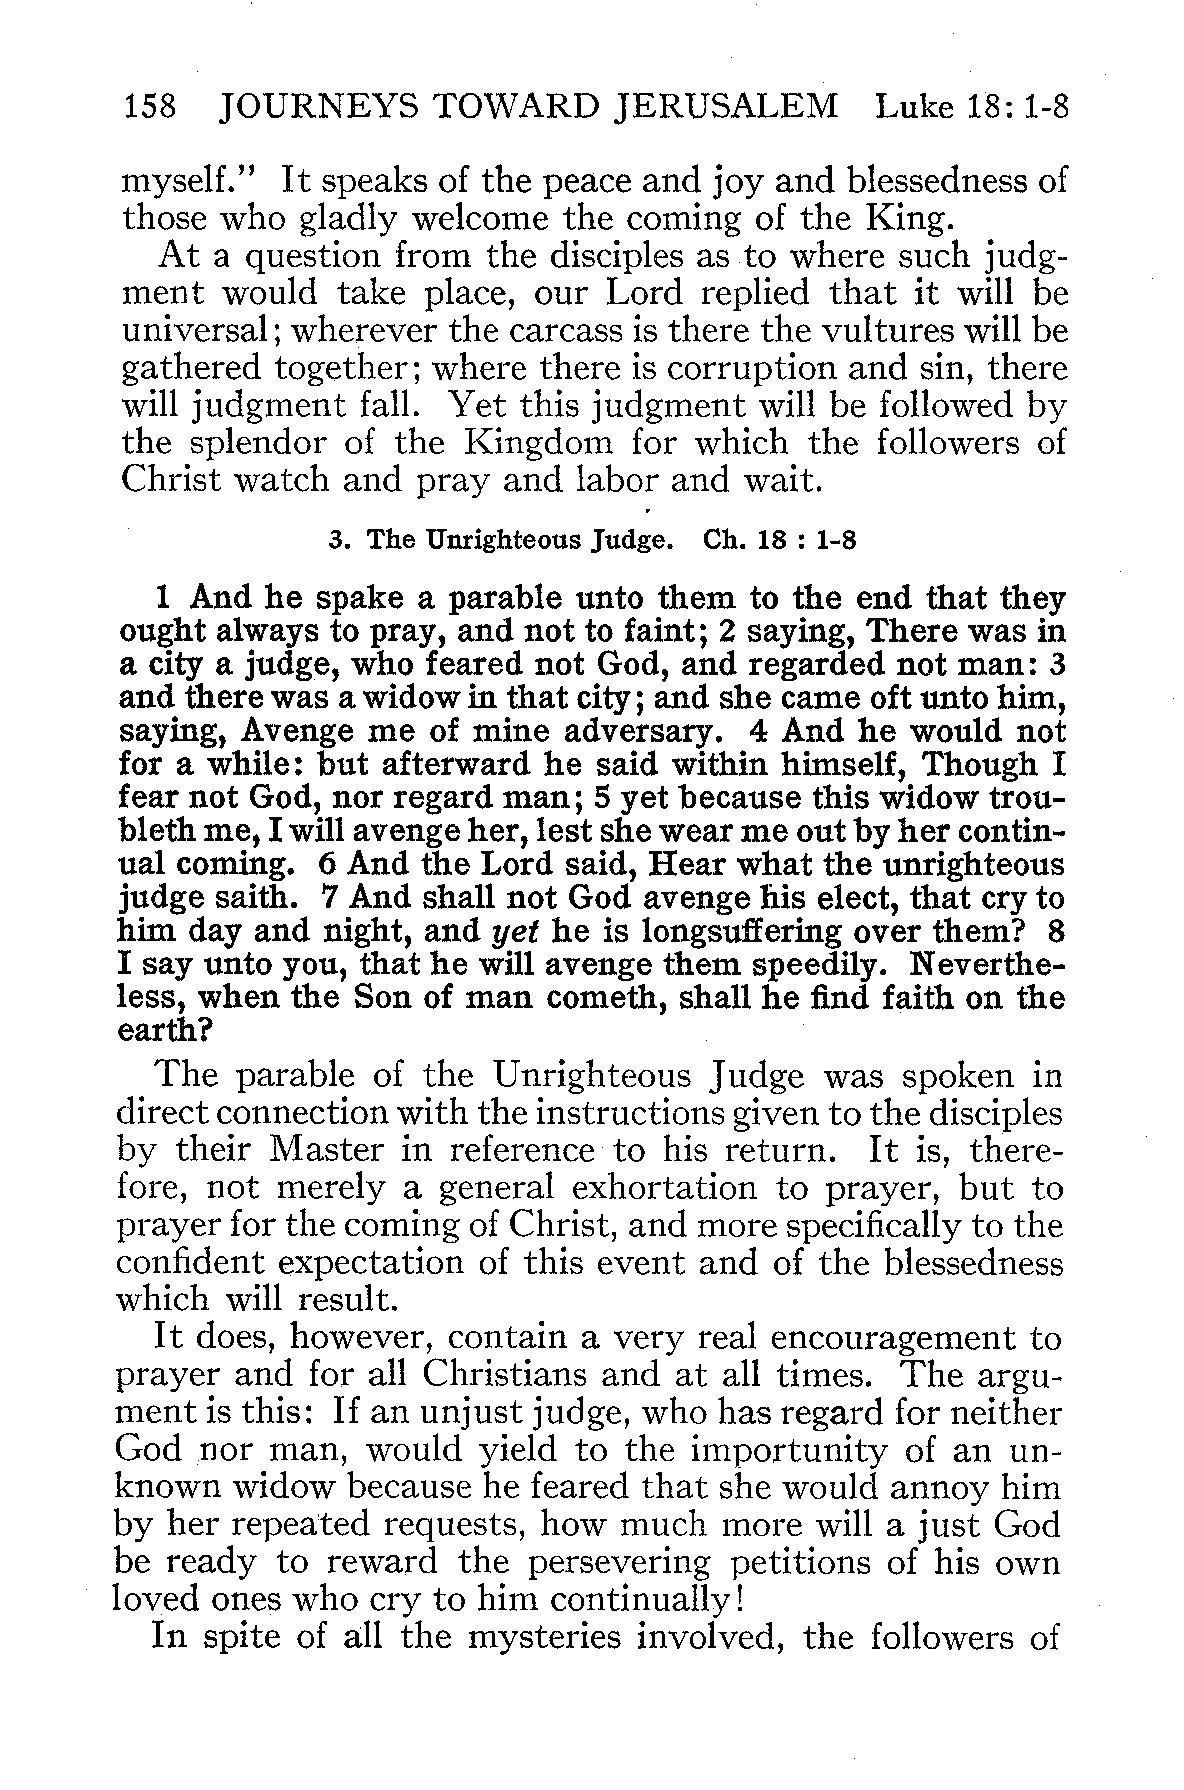 158 JOURNEYS TOWARD JERUSALEM Luke 18: 1-8
myself." It speaks of the peace and joy and blessedness of
those who gladly welcome the coming of the King.
At a question from the disciples as to where such judg-
ment would take place, our Lord replied that it will be
universal; wherever the carcass is there the vultures will be
gathered together; where there is corruption and sin, there
will judgment fall. Yet this judgment will be followed by
the splendor of the Kingdom for which the followers of
Christ watch and pray and labor and wait.
3. The Unrighteous Judge. Ch. 18 : 1-8
1 And he spake a parable unto them to the end that they
ought always to pray, and not to faint; 2 saying, There was in
a city a judge, who feared not God, and regarded not man: 3
and there was a widow in that city; and she came oft unto him,
saying, Avenge me of mine adversary. 4 And he would not
for a while: but afterward he said within himself, Though I
fear not God, nor regard man; 5 yet because this widow trou-
bleth me, I will avenge her, lest she wear me out by her contin-
ual coming. 6 And the Lord said, Hear what the unrighteous
judge saith. 7 And shall not God avenge his elect, that cry to
him day and night, and yet he is longsuffering over them? 8
I say unto you, that he will avenge them speedily. Neverthe-
less, when the Son of man cometh, shall he find faith on the
earth?
The parable of the Unrighteous Judge was spoken in
direct connection with the instructions given to the disciples
by their Master in reference to his return. It is, there-
fore, not merely a general exhortation to prayer, but to
prayer for the coming of Christ, and more specifically to the
confident expectation of this event and of the blessedness
which will result.
It does, however, contain a very real encouragement to
prayer and for all Christians and at all times. The argu-
ment is this: If an unjust judge, who has regard for neither
God nor man, would yield to the importunity of an un-
known widow because he feared that she would annoy him
by her repeated requests, how much more will a just God
be ready to reward the persevering petitions of his own
loved ones who cry to him continually!
In spite of all the mysteries involved, the followers of